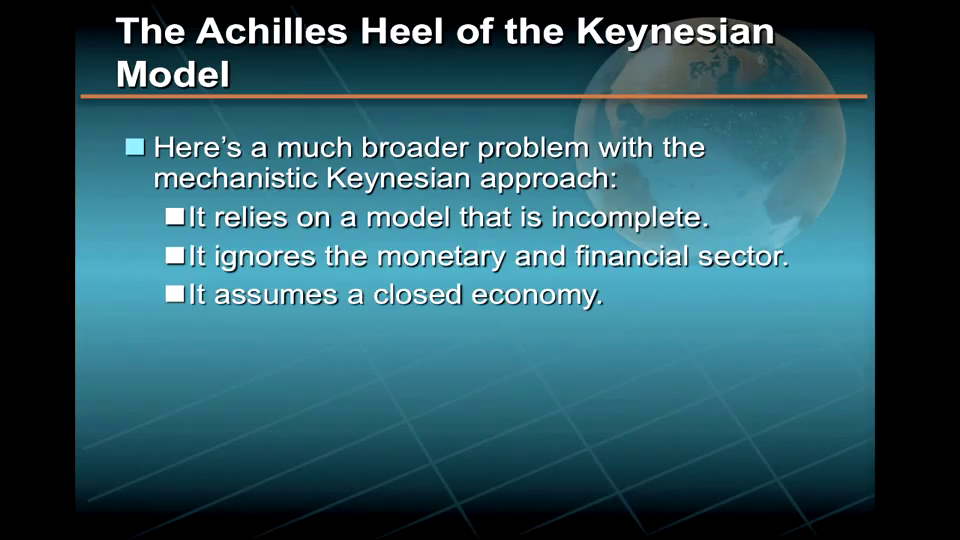 The Achilles Heel of the Keynesian
Model
Here’s a much broader problem with the
mechanistic Keynesian approach:
It relies on a model that is incomplete.
It ignores the monetary and financial sector.
It assumes a closed economy.